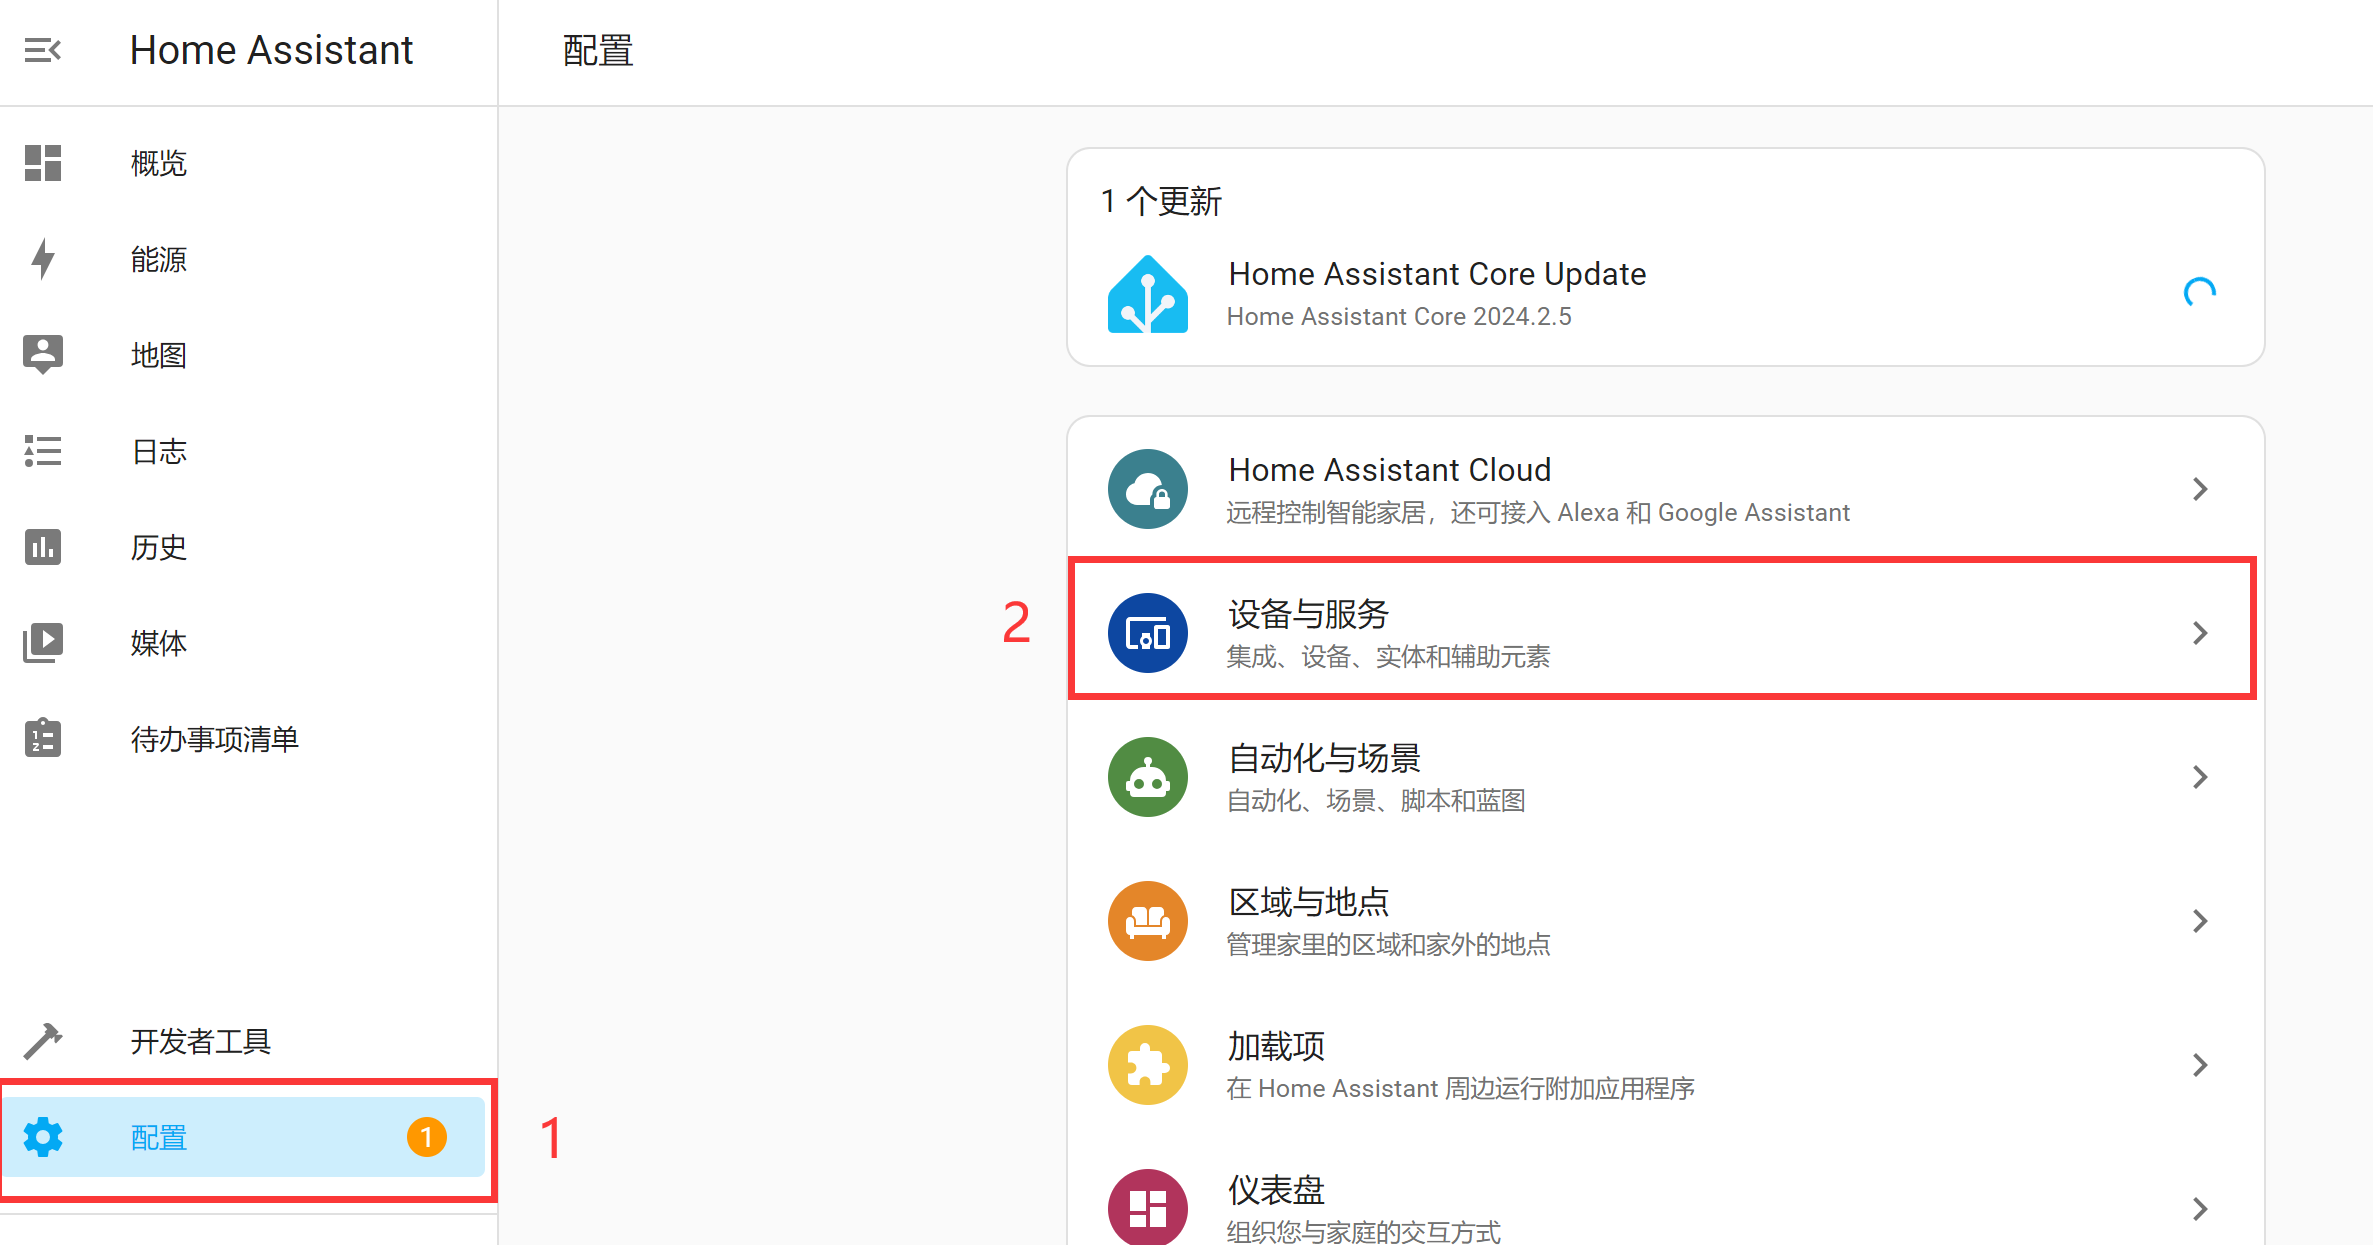 Home Assistant
配置
概览
能源
地图
日志
历史
媒体
待办事项清单
开发者工具
配置
1
1
1 个更新
Home Assistant Core Update
Home Assistant Core 2024.2.5
Home Assistant Cloud
远程控制智能家居，还可接入 Alexa 和 Google Assistant
2
设备与服务
集成、设备、实体和辅助元素
自动化与场景
自动化、场景、脚本和蓝图
区域与地点
管理家里的区域和家外的地点
加载项
在 Home Assistant 周边运行附加应用程序
仪表盘
组织您与家庭的交互方式